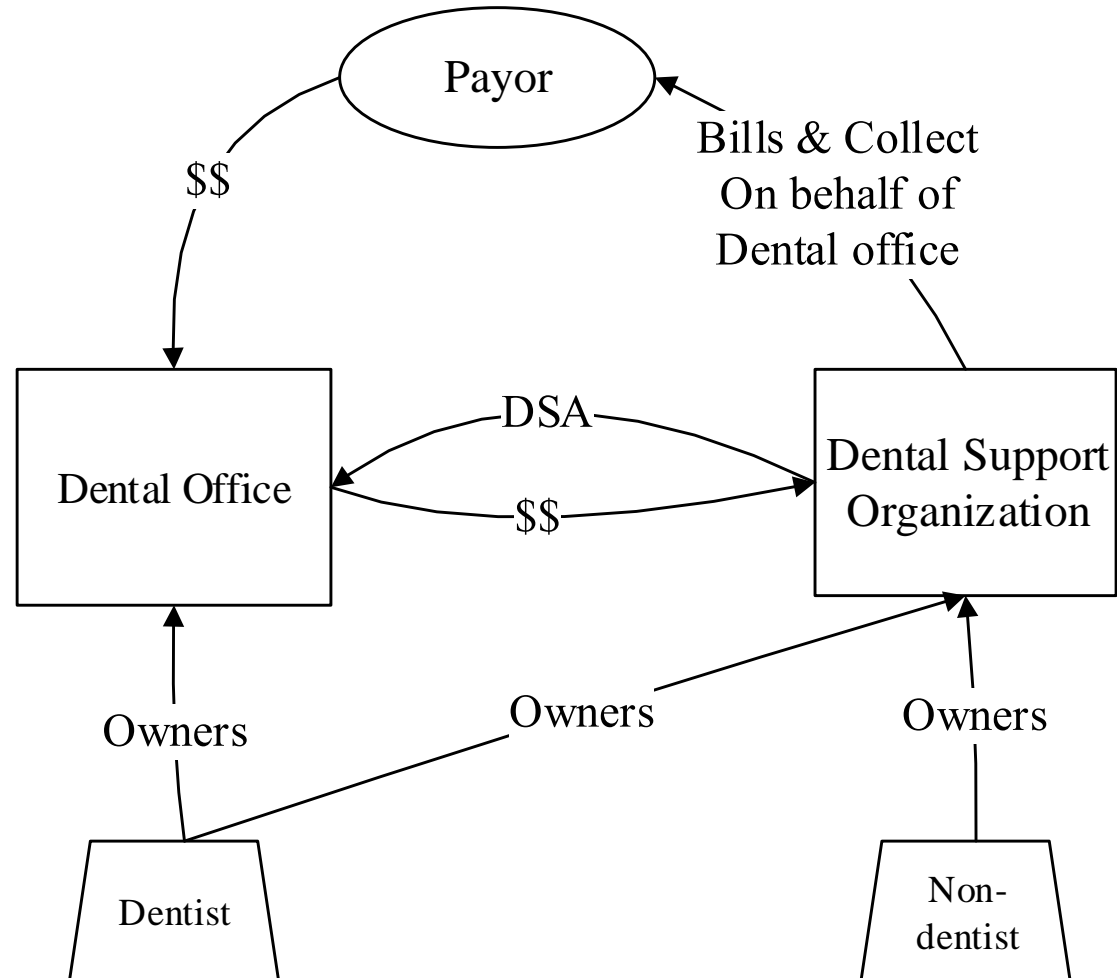 Payor
Bills & Collect
On behalf of
Dental office
$$
DSA
Dental Office
Dental Support
Organization
$$
Owners
Owners
Owners
Dentist
Non-
dentist